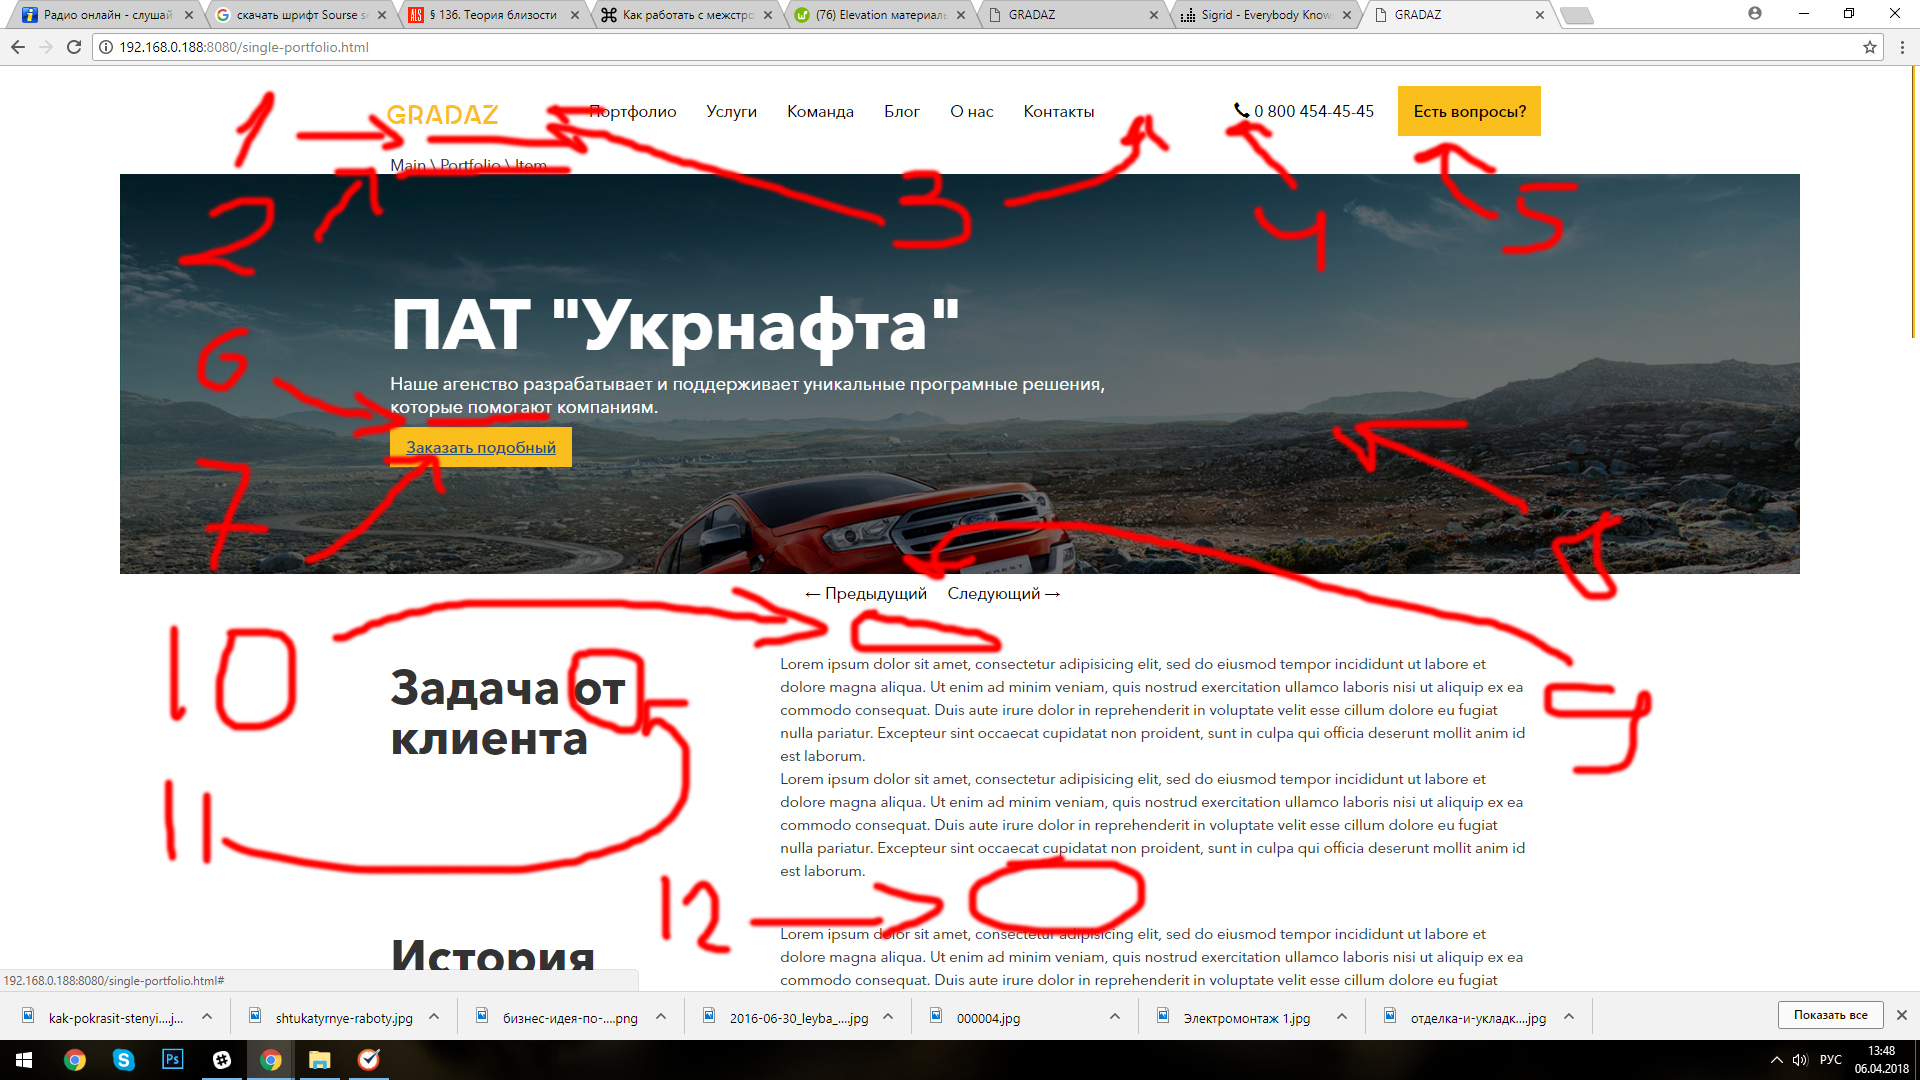 Радио онлайн - слушай
скачать шрифт Sourse s
§ 136. Теория близости
Как работать с межстро
(76) Elevation материаль
GRADAZ
Sigrid - Everybody Know
GRADAZ
192.168.0.188:8080/single-portfolio.html
GRADAZ
Портфолио Услуги Команда Блог О нас Контакты
0 800 454-45-45
Есть вопросы?
1
Main \ Portfolio \ Item
2
3
4
5
ПАТ "Укрнафта"
6
Наше агенство разрабатывает и поддерживает уникальные програмные решения,
которые помогают компаниям.
Заказать подобный
7
8
← Предыдущий Следующий →
9
10
Задача от
клиента
Lorem ipsum dolor sit amet, consectetur adipisicing elit, sed do eiusmod tempor incididunt ut labore et
dolore magna aliqua. Ut enim ad minim veniam, quis nostrud exercitation ullamco laboris nisi ut aliquip ex ea
commodo consequat. Duis aute irure dolor in reprehenderit in voluptate velit esse cillum dolore eu fugiat
nulla pariatur. Excepteur sint occaecat cupidatat non proident, sunt in culpa qui officia deserunt mollit anim id
est laborum.
Lorem ipsum dolor sit amet, consectetur adipisicing elit, sed do eiusmod tempor incididunt ut labore et
dolore magna aliqua. Ut enim ad minim veniam, quis nostrud exercitation ullamco laboris nisi ut aliquip ex ea
commodo consequat. Duis aute irure dolor in reprehenderit in voluptate velit esse cillum dolore eu fugiat
nulla pariatur. Excepteur sint occaecat cupidatat non proident, sunt in culpa qui officia deserunt mollit anim id
est laborum.
11
12
История
Lorem ipsum dolor sit amet, consectetur adipisicing elit, sed do eiusmod tempor incididunt ut labore et
dolore magna aliqua. Ut enim ad minim veniam, quis nostrud exercitation ullamco laboris nisi ut aliquip ex ea
commodo consequat. Duis aute irure dolor in reprehenderit in voluptate velit esse cillum dolore eu fugiat
192.168.0.188:8080/single-portfolio.html#
kak-pokrasit-steny....j...
shtukatyrnye-raboty.jpg
бизнес-идея-по-....png
2016-06-30_leyba_....jpg
000004.jpg
Электромонтаж 1.jpg
отделка-и-укладк....jpg
Показать все
РУС
13:48
06.04.2018